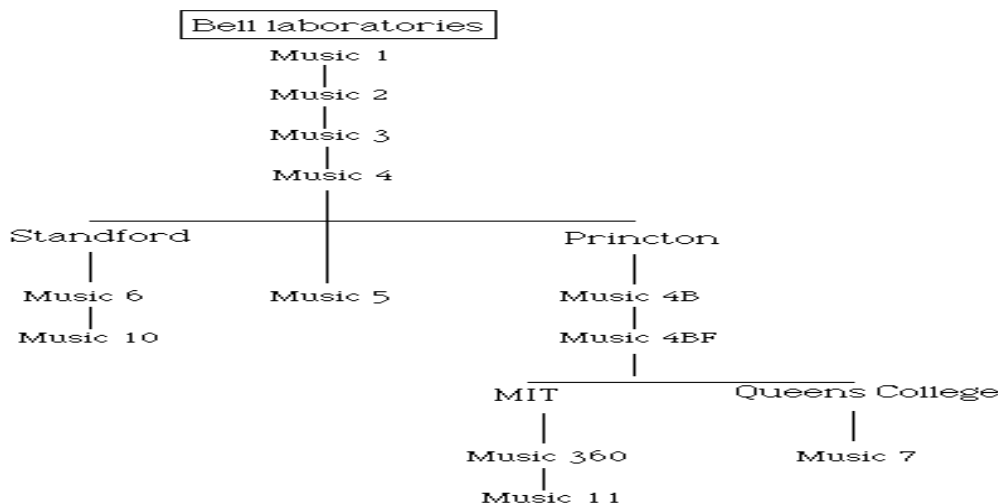 Bell laboratories
Music 1
Music 2
Music 3
Music 4
Standford Princton
Music 6 Music 5 Music 4B
Music 10 Music 4BF
MIT Queens College
Music 360 Music 7
Music 11